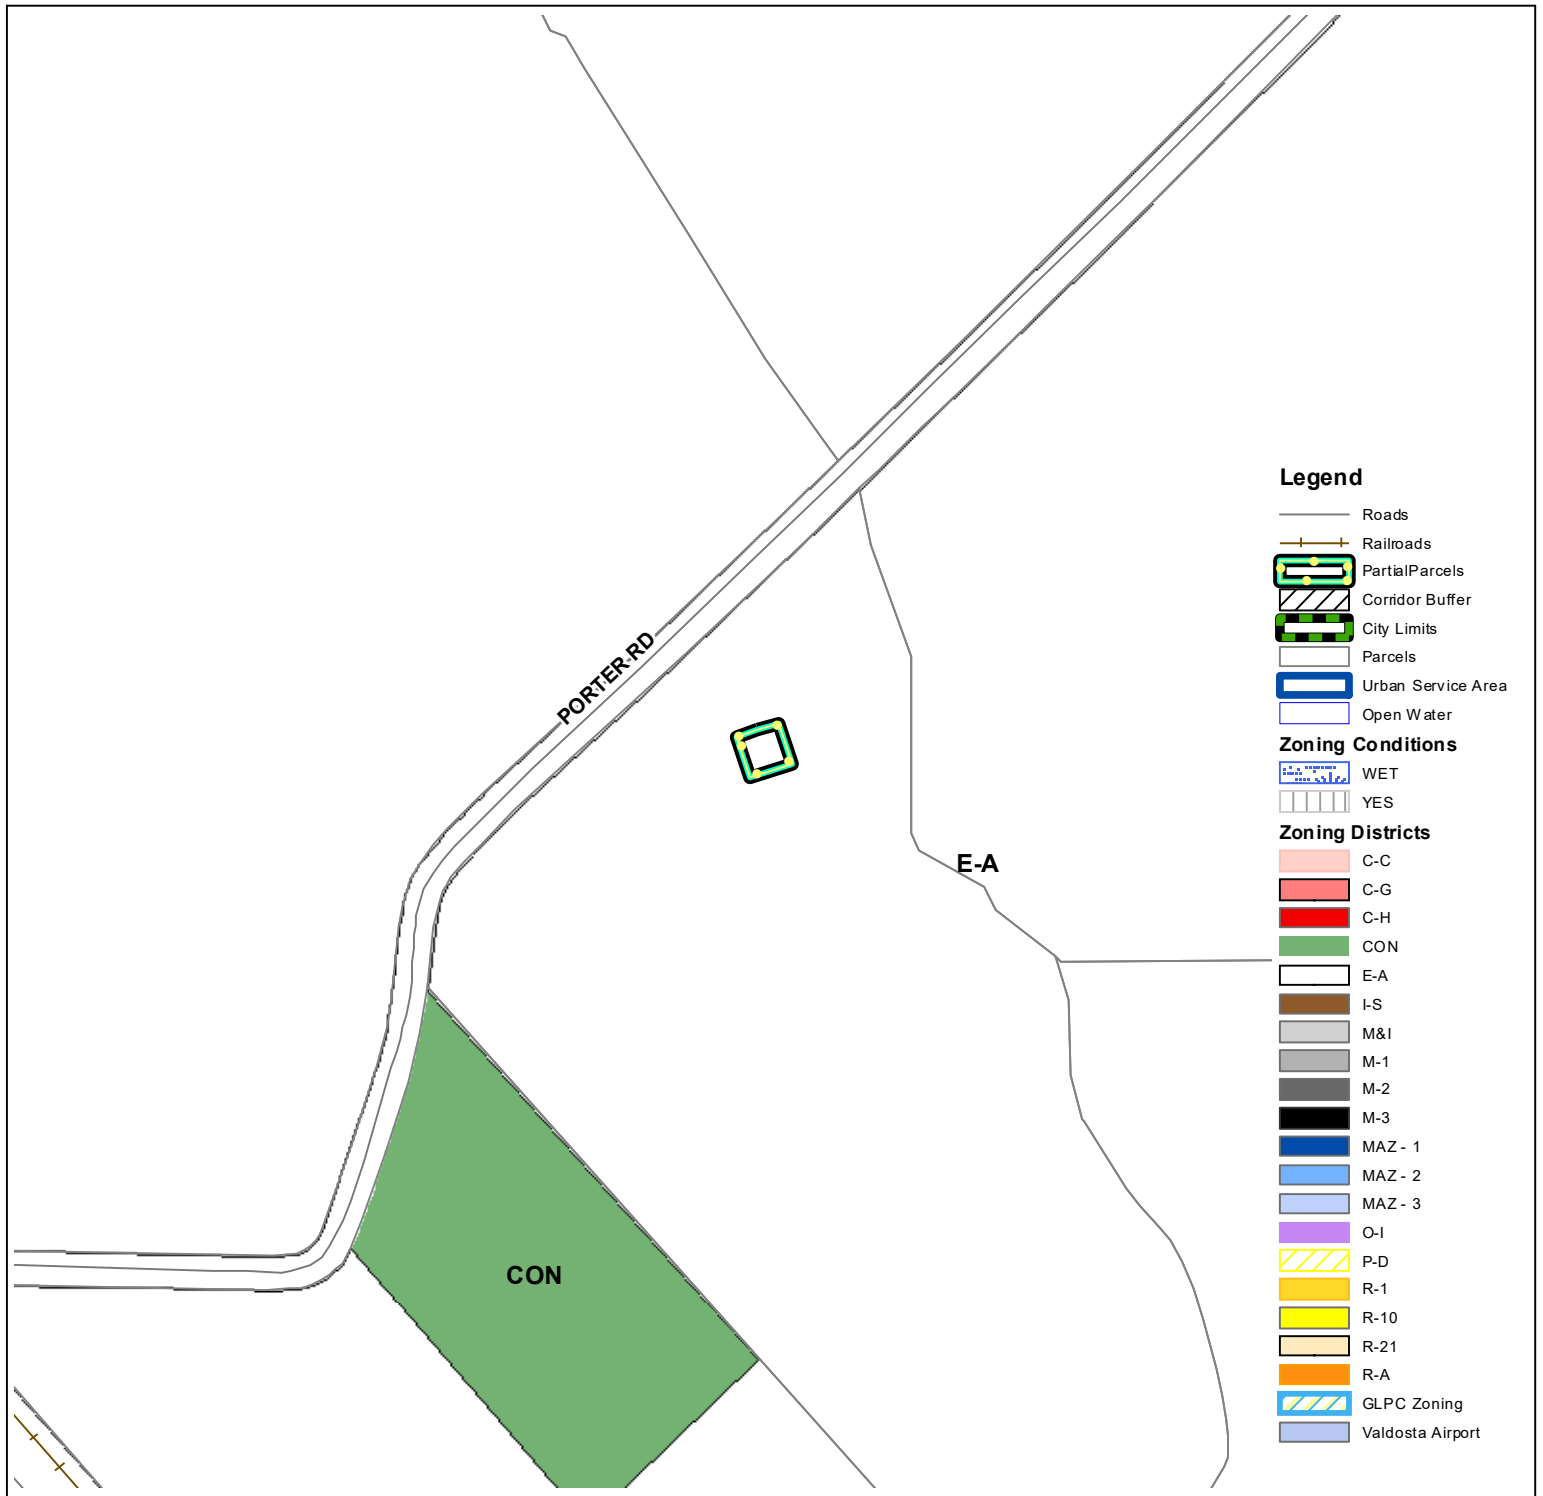 PORTER RD
E-A
CON
Legend
Roads
Railroads
PartialParcels
Corridor Buffer
City Limits
Parcels
Urban Service Area
Open Water
Zoning Conditions
WET
YES
Zoning Districts
C-C
C-G
C-H
CON
E-A
I-S
M&I
M-1
M-2
M-3
MAZ - 1
MAZ - 2
MAZ - 3
O-I
P-D
R-1
R-10
R-21
R-A
GLPC Zoning
Valdosta Airport